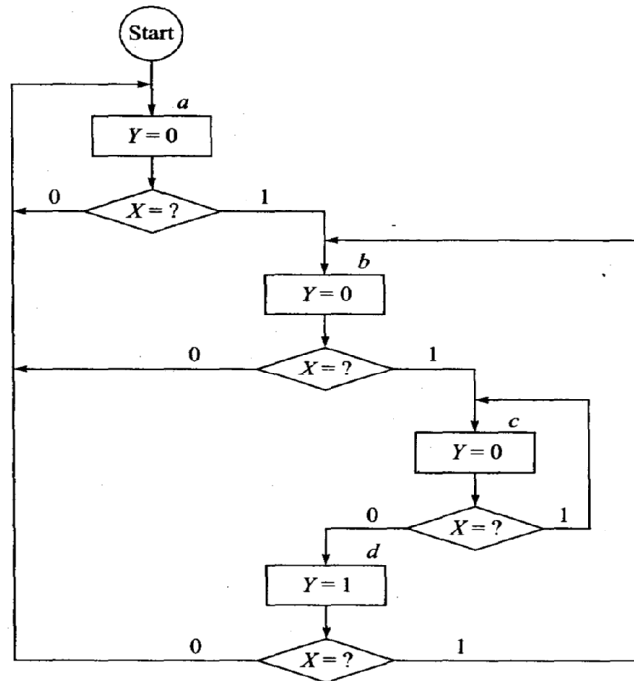 Start
a
Y = 0
0 X = ? 1
b
Y = 0
0 X = ? 1
c
Y = 0
0 X = ? 1
d
Y = 1
0 X = ? 1